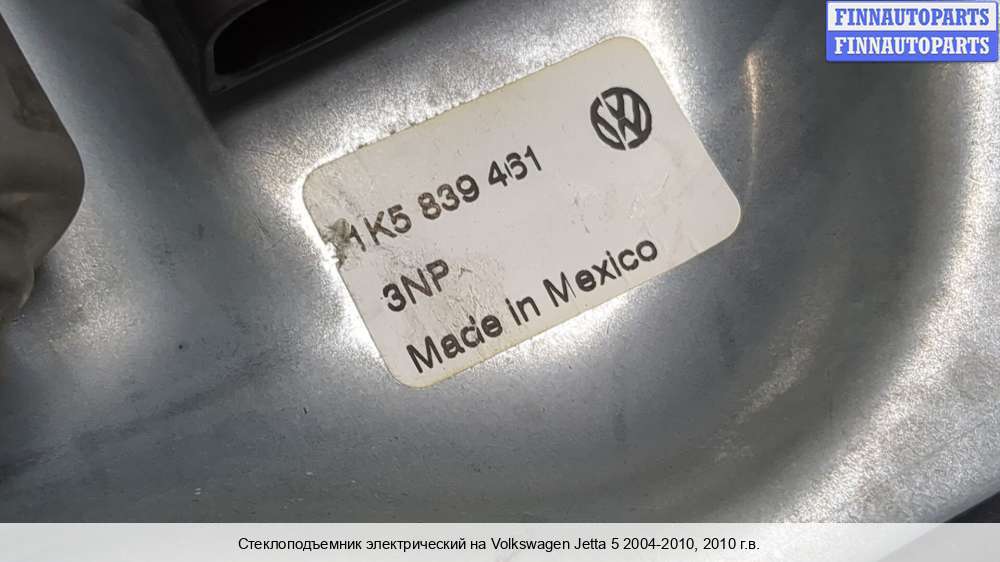 FINNAUTOPARTS
FINNAUTOPARTS
1K5 839 461
3NP
Made in Mexico
Стеклоподъемник электрический на Volkswagen Jetta 5 2004-2010, 2010 г.в.